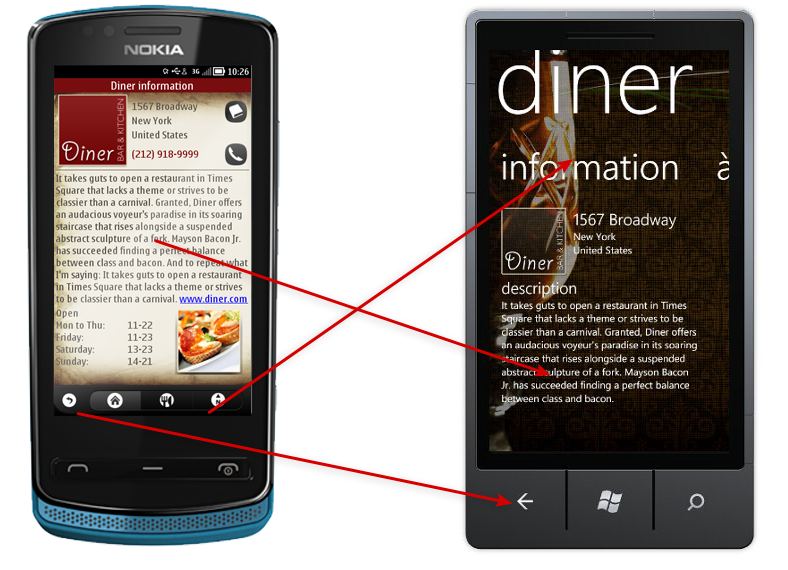 NOKIA
3G 10:26
Diner information
Diner
BAR & KITCHEN
1567 Broadway
New York
United States
(212) 918-9999
It takes guts to open a restaurant in Times
Square that lacks a theme or strives to be
classier than a carnival. Granted, Diner offers
an audacious voyeur's paradise in its soaring
staircase that rises alongside a suspended
abstract sculpture of a fork. Mayson Bacon Jr.
has succeeded finding a perfect balance
between class and bacon. And to repeat what
I'm saying: It takes guts to open a restaurant
in Times Square that lacks a theme or strives
to be classier than a carnival. www.diner.com
Open
Mon to Thu: 11-22
Friday: 11-23
Saturday: 13-23
Sunday: 14-21
N
diner
information à
Diner
BAR & KITCHEN
1567 Broadway
New York
United States
description
It takes guts to open a restaurant in Times
Square that lacks a theme or strives to be
classier than a carnival. Granted, Diner offers
an audacious voyeur's paradise in its soaring
staircase that rises alongside a suspended
abstract sculpture of a fork. Mayson Bacon
Jr. has succeeded finding a perfect balance
between class and bacon.